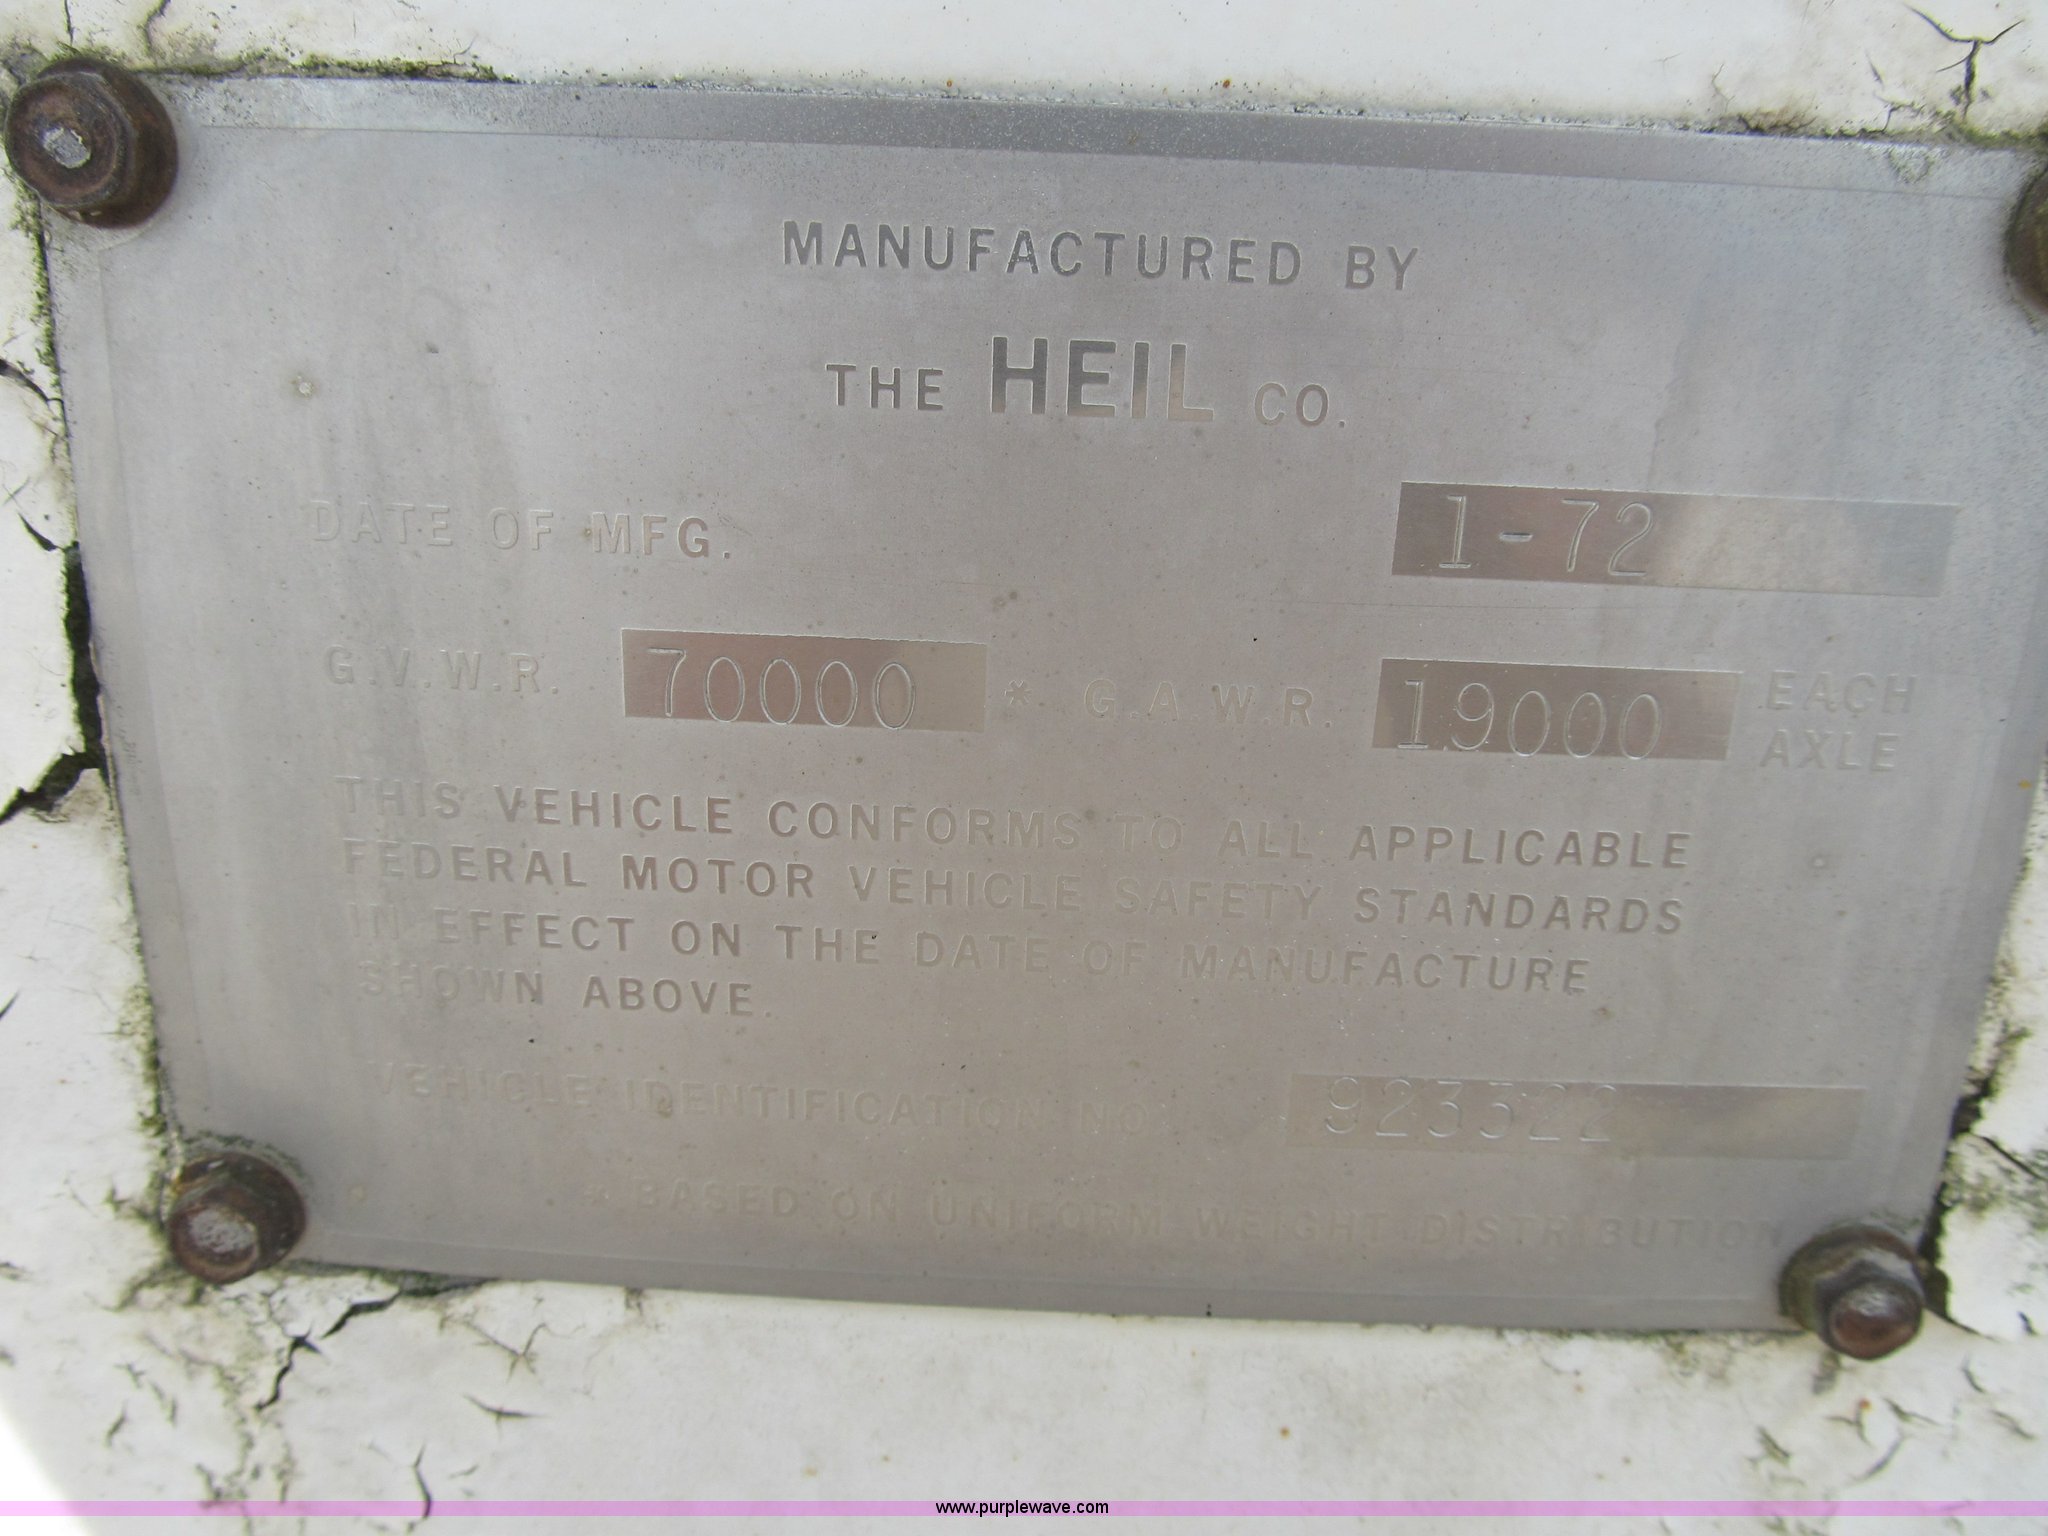 MANUFACTURED BY
THE HEIL CO.
DATE OF MFG. 1-72
G.V.W.R. 70000 * G.A.W.R. 19000 EACH AXLE
THIS VEHICLE CONFORMS TO ALL APPLICABLE
FEDERAL MOTOR VEHICLE SAFETY STANDARDS
IN EFFECT ON THE DATE OF MANUFACTURE
SHOWN ABOVE.
VEHICLE IDENTIFICATION NO. 923322
* BASED ON UNIFORM WEIGHT DISTRIBUTION
www.purplewave.com